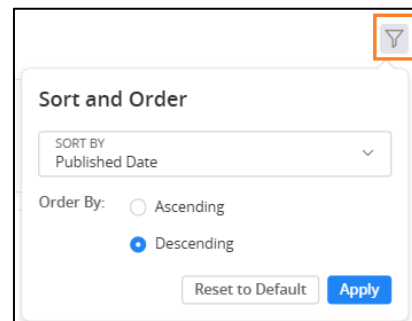 Sort and Order
SORT BY
Published Date
Order By:
Ascending
Descending
Reset to Default
Apply